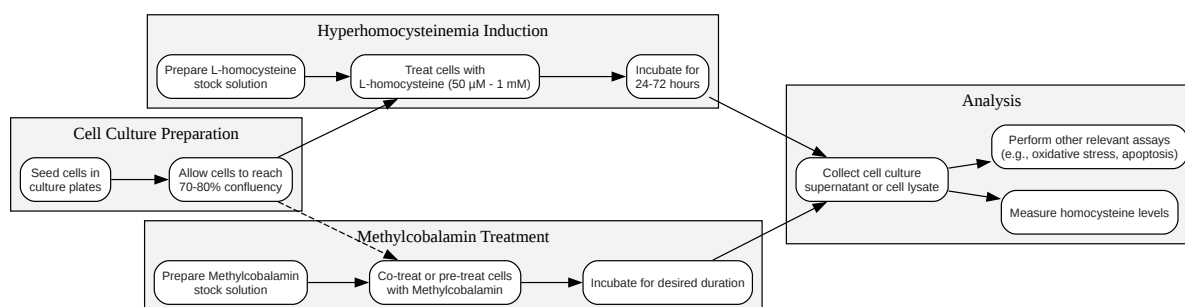 Hyperhomocysteinemia Induction
Prepare L-homocysteine
stock solution
Treat cells with
L-homocysteine (50 µM - 1 mM)
Incubate for
24-72 hours
Cell Culture Preparation
Seed cells in
culture plates
Allow cells to reach
70-80% confluency
Methylcobalamin Treatment
Prepare Methylcobalamin
stock solution
Co-treat or pre-treat cells
with Methylcobalamin
Incubate for desired duration
Analysis
Collect cell culture
supernatant or cell lysate
Perform other relevant assays
(e.g., oxidative stress, apoptosis)
Measure homocysteine levels